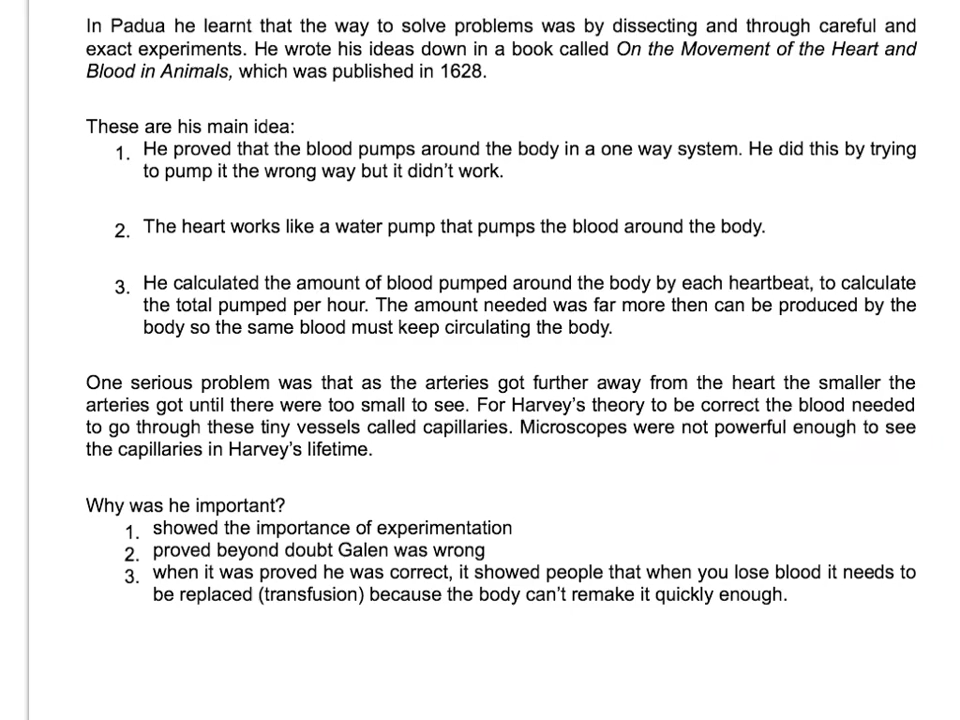 In Padua he learnt that the way to solve problems was by dissecting and through careful and
exact experiments. He wrote his ideas down in a book called On the Movement of the Heart and
Blood in Animals, which was published in 1628.
These are his main idea:
1. He proved that the blood pumps around the body in a one way system. He did this by trying
to pump it the wrong way but it didn't work.
2. The heart works like a water pump that pumps the blood around the body.
3. He calculated the amount of blood pumped around the body by each heartbeat, to calculate
the total pumped per hour. The amount needed was far more then can be produced by the
body so the same blood must keep circulating the body.
One serious problem was that as the arteries got further away from the heart the smaller the
arteries got until there were too small to see. For Harvey's theory to be correct the blood needed
to go through these tiny vessels called capillaries. Microscopes were not powerful enough to see
the capillaries in Harvey's lifetime.
Why was he important?
1. showed the importance of experimentation
2. proved beyond doubt Galen was wrong
3. when it was proved he was correct, it showed people that when you lose blood it needs to
be replaced (transfusion) because the body can't remake it quickly enough.